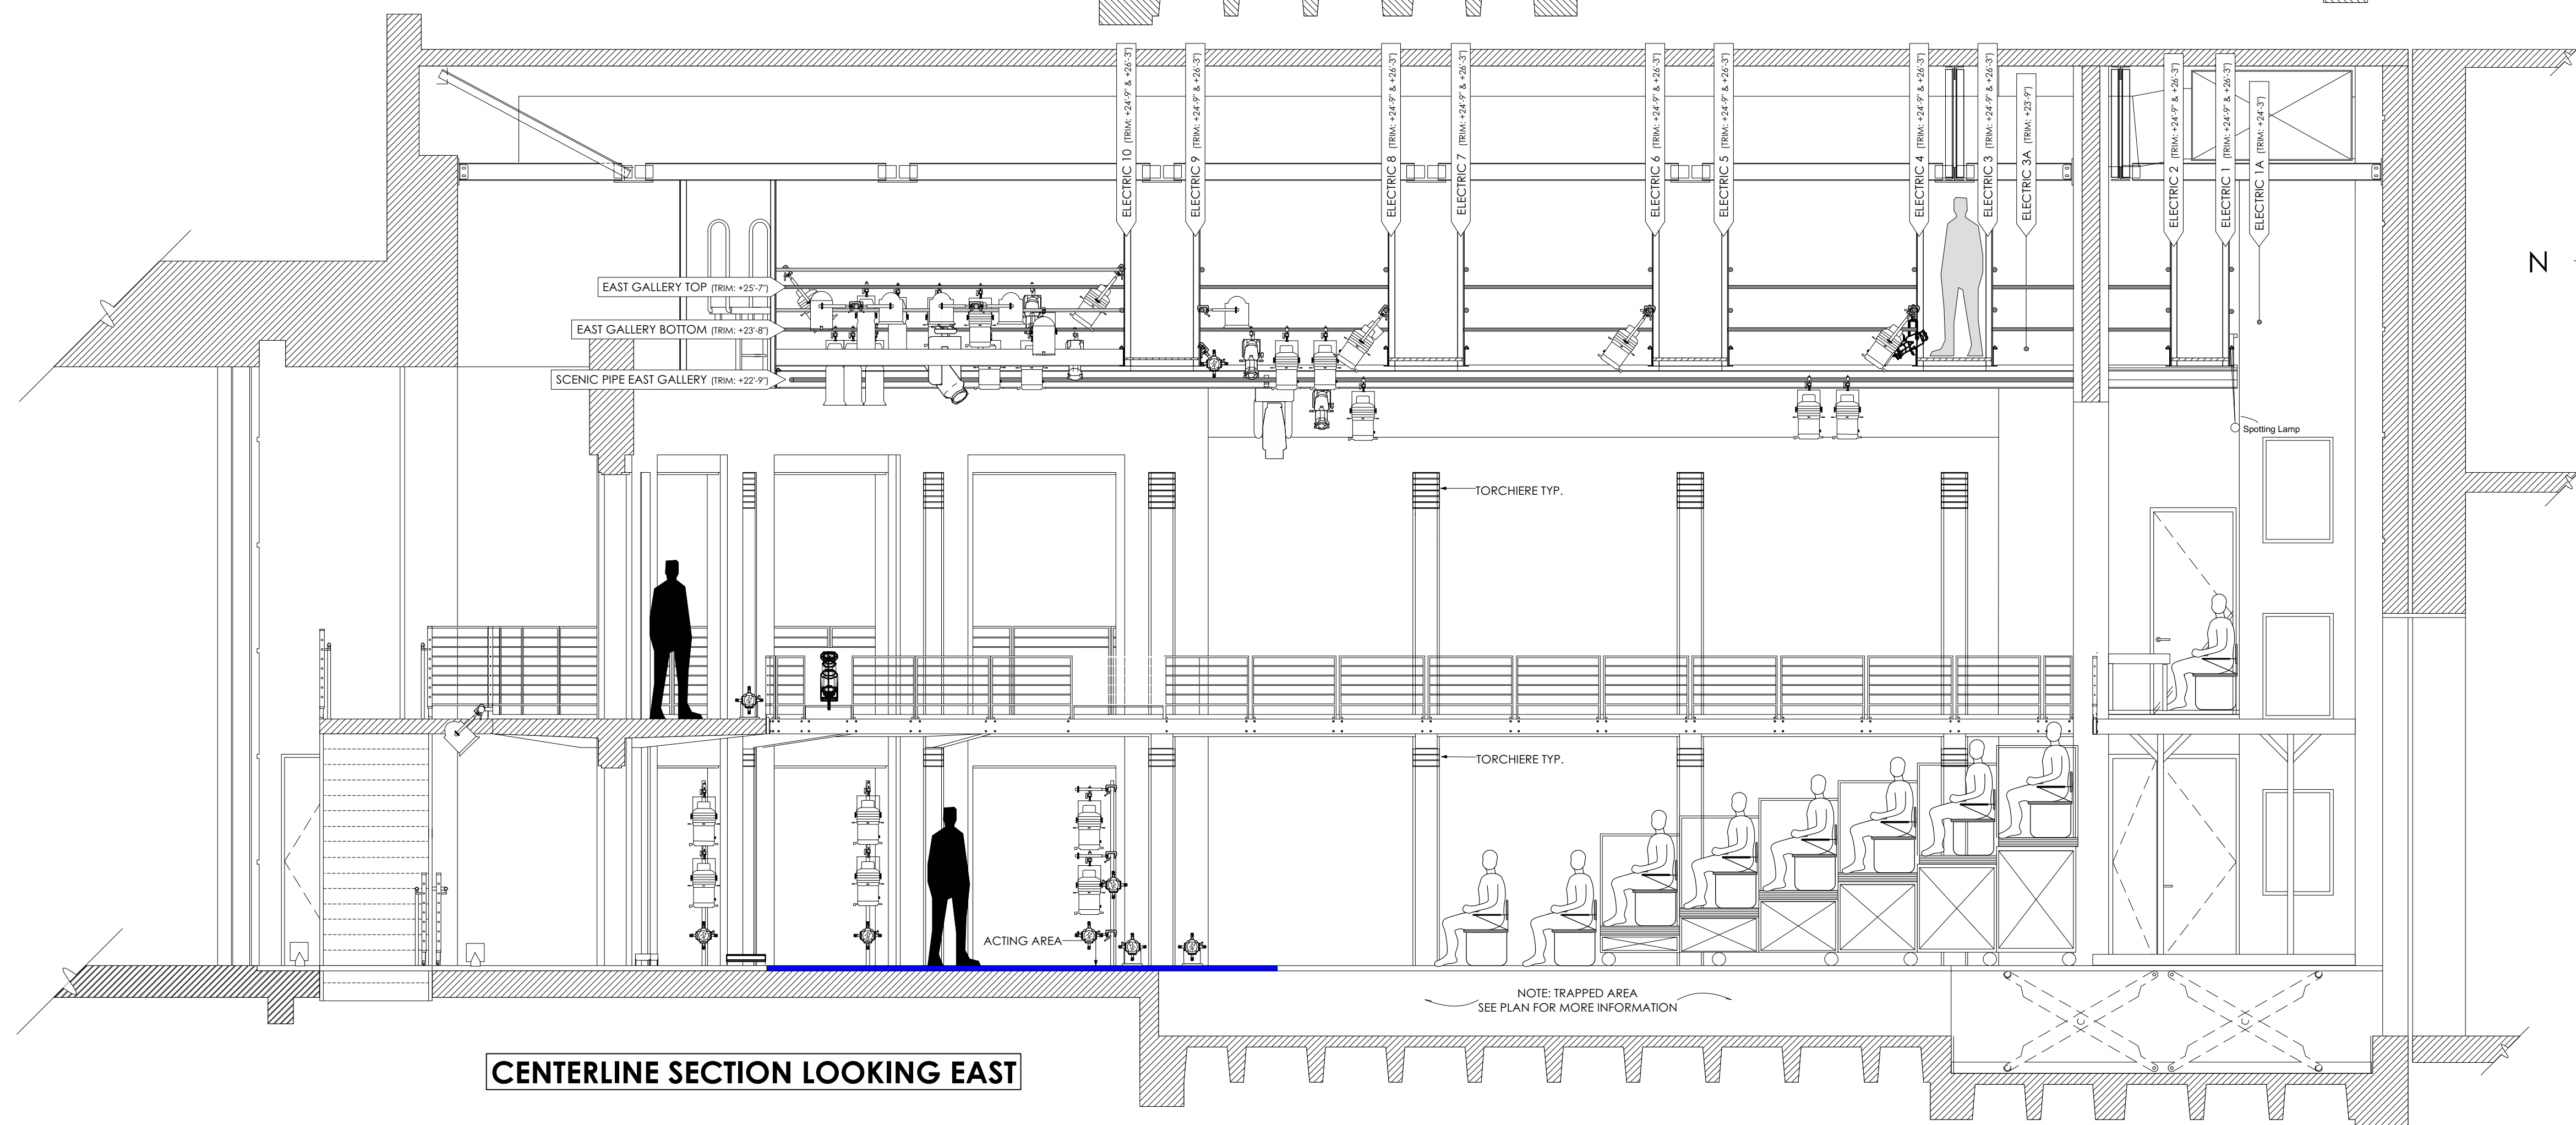 ELECTRIC 10 (TRIM: +24'-9" & +26'-3")
ELECTRIC 9 (TRIM: +24'-9" & +26'-3")
ELECTRIC 8 (TRIM: +24'-9" & +26'-3")
ELECTRIC 7 (TRIM: +24'-9" & +26'-3")
ELECTRIC 6 (TRIM: +24'-9" & +26'-3")
ELECTRIC 5 (TRIM: +24'-9" & +26'-3")
ELECTRIC 4 (TRIM: +24'-9" & +26'-3")
ELECTRIC 3 (TRIM: +24'-9" & +26'-3")
ELECTRIC 3A (TRIM: +23'-9")
ELECTRIC 2 (TRIM: +24'-9" & +26'-3")
ELECTRIC 1 (TRIM: +24'-9" & +26'-3")
ELECTRIC 1A (TRIM: +24'-3")
N
EAST GALLERY TOP (TRIM: +25'-7")
EAST GALLERY BOTTOM (TRIM: +23'-8")
SCENIC PIPE EAST GALLERY (TRIM: +22'-9")
Spotting Lamp
TORCHIERE TYP.
TORCHIERE TYP.
ACTING AREA
NOTE: TRAPPED AREA
SEE PLAN FOR MORE INFORMATION
CENTERLINE SECTION LOOKING EAST